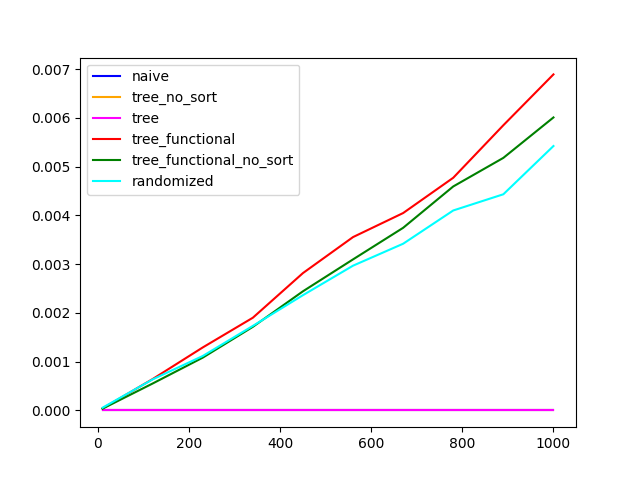 0.007
0.006
0.005
0.004
0.003
0.002
0.001
0.000
naive
tree_no_sort
tree
tree_functional
tree_functional_no_sort
randomized
0 200 400 600 800 1000